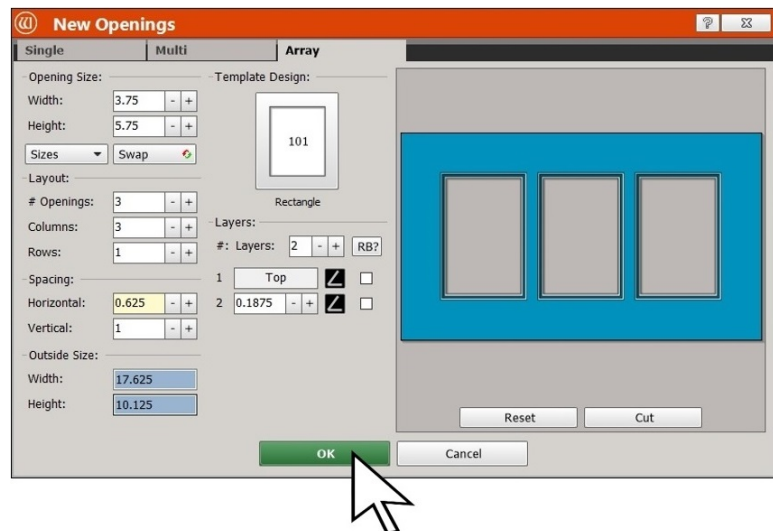 New Openings
Single Multi Array
Opening Size:
Width: 3.75 - +
Height: 5.75 - +
Sizes Swap
Layout:
# Openings: 3 - +
Columns: 3 - +
Rows: 1 - +
Spacing:
Horizontal: 0.625 - +
Vertical: 1 - +
Outside Size:
Width: 17.625
Height: 10.125
Template Design:
101
Rectangle
Layers:
#: Layers: 2 - + RB?
1 Top
2 0.1875 - +
Reset Cut
OK Cancel